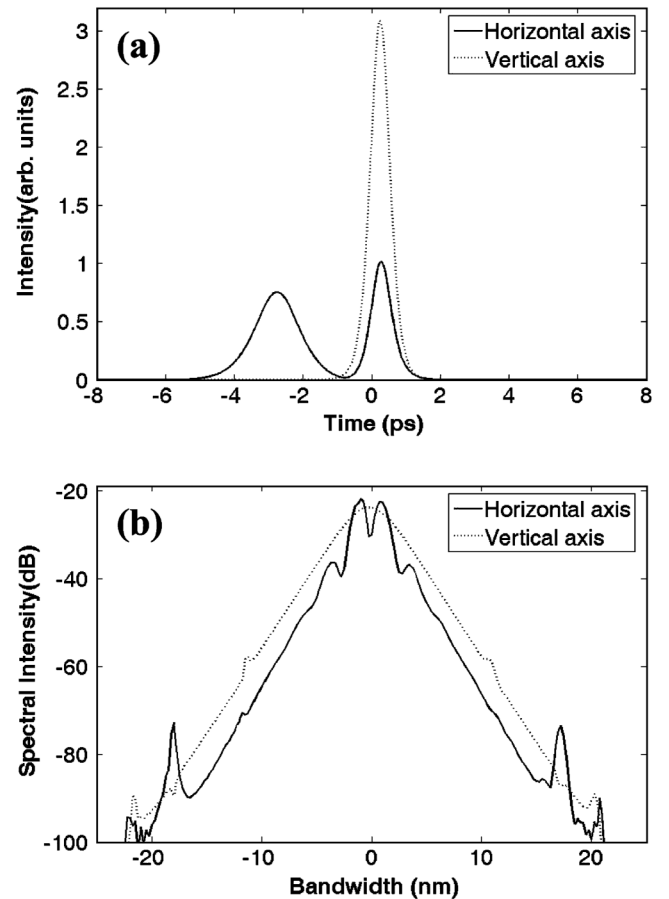 (a)
Horizontal axis
Vertical axis
Intensity(arb. units)
3
2.5
2
1.5
1
0.5
0
-8 -6 -4 -2 0 2 4 6 8
Time (ps)
(b)
Horizontal axis
Vertical axis
Spectral Intensity(dB)
-20
-40
-60
-80
-100
-20 -10 0 10 20
Bandwidth (nm)